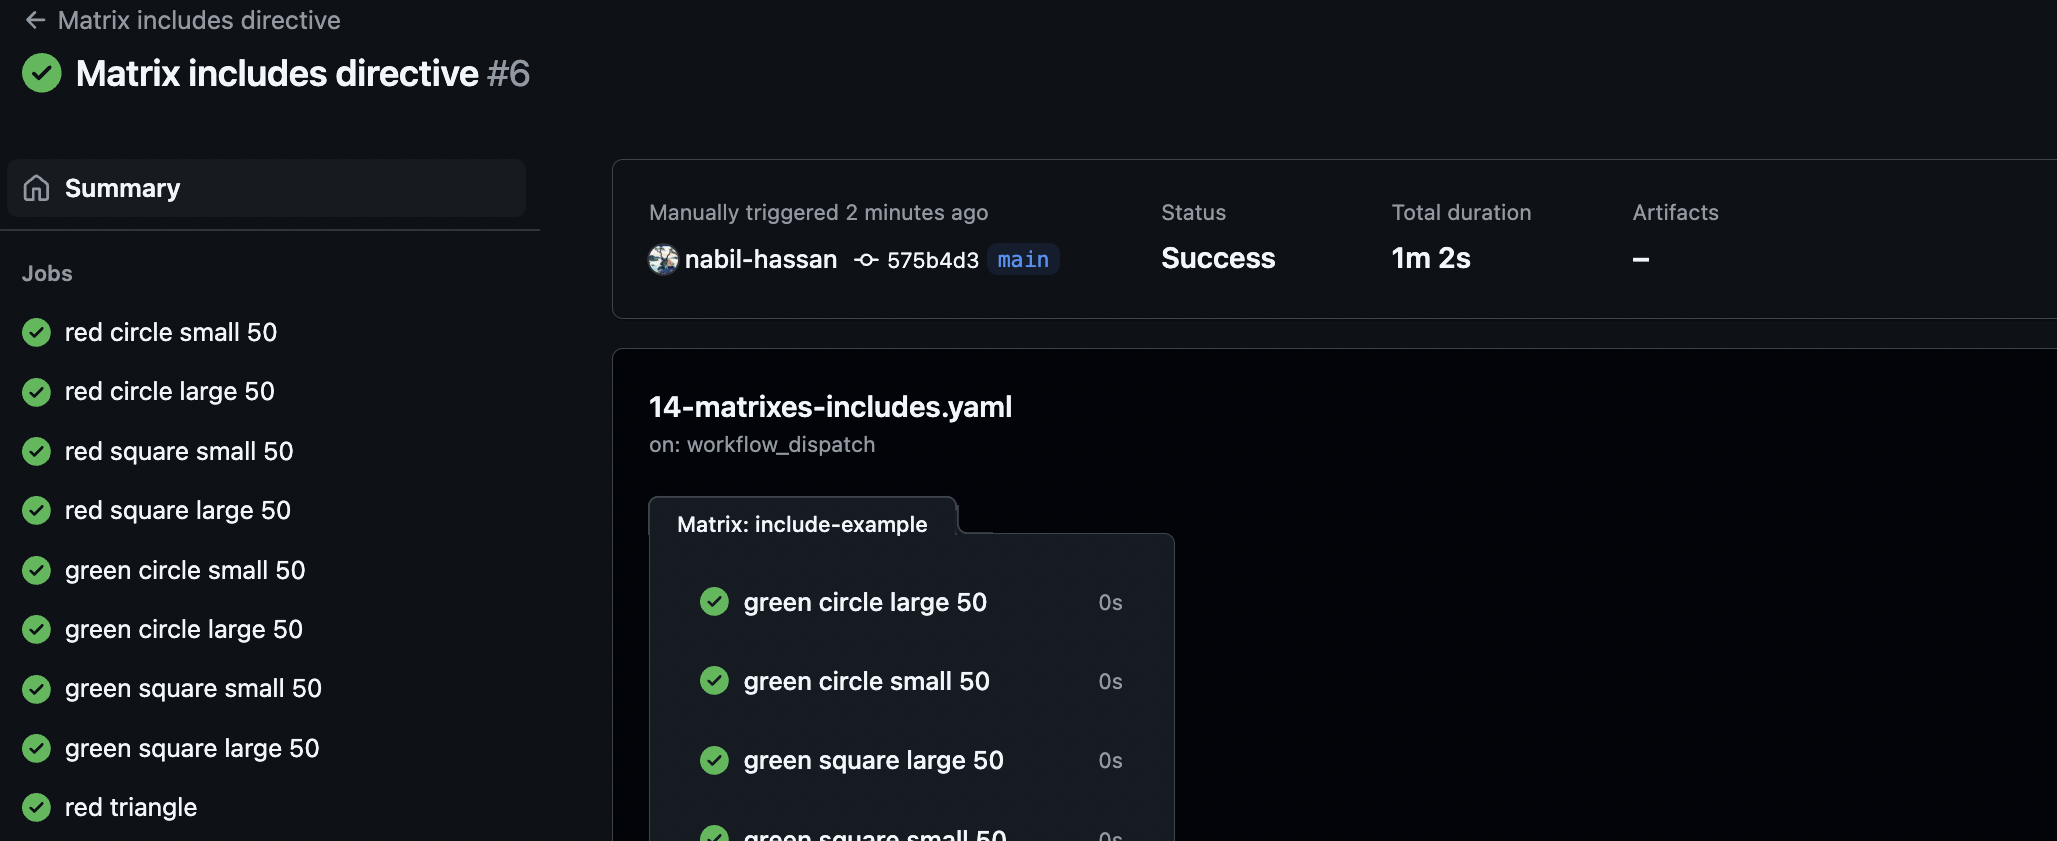 Matrix includes directive
Matrix includes directive #6
Summary
Jobs
red circle small 50
red circle large 50
red square small 50
red square large 50
green circle small 50
green circle large 50
green square small 50
green square large 50
red triangle
Manually triggered 2 minutes ago
nabil-hassan 575b4d3 main
Status
Success
Total duration
1m 2s
Artifacts
–
14-matrixes-includes.yaml
on: workflow_dispatch
Matrix: include-example
green circle large 50 0s
green circle small 50 0s
green square large 50 0s
green square small 50 0s